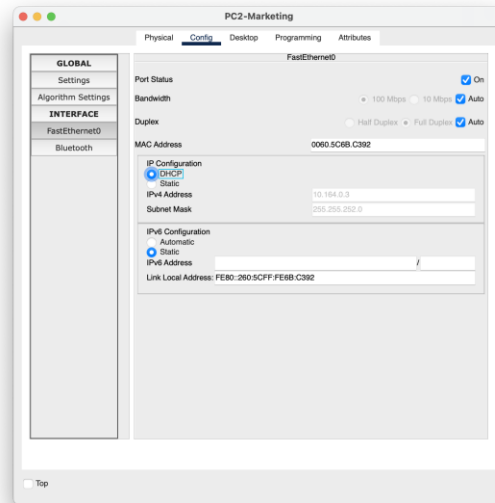 PC2-Marketing
Physical Config Desktop Programming Attributes
GLOBAL
Settings
Algorithm Settings
INTERFACE
FastEthernet0
Bluetooth
FastEthernet0
Port Status On
Bandwidth 100 Mbps 10 Mbps Auto
Duplex Half Duplex Full Duplex Auto
MAC Address 0060.5C6B.C392
IP Configuration
DHCP
Static
IPv4 Address 10.164.0.3
Subnet Mask 255.255.252.0
IPv6 Configuration
Automatic
Static
IPv6 Address /
Link Local Address: FE80::260:5CFF:FE6B:C392
Top